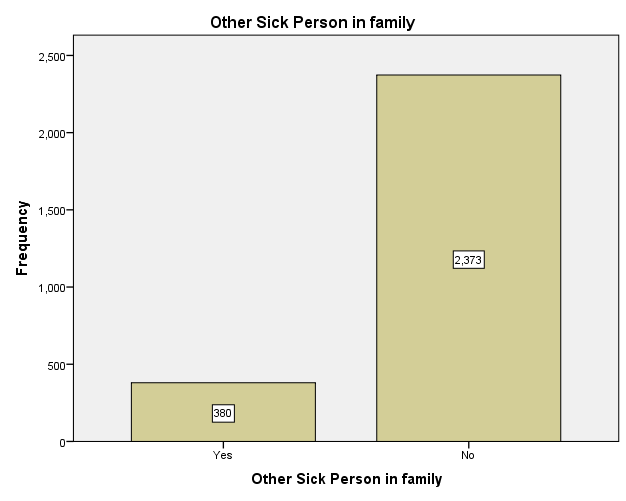 Other Sick Person in family
2,500
2,000
1,500
1,000
500
0
Frequency
380
2,373
Yes
No
Other Sick Person in family